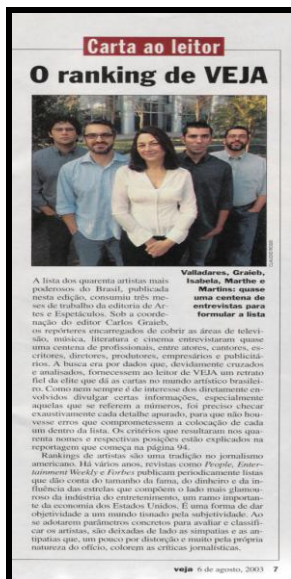 Carta ao leitor
O ranking de VEJA
Valladares, Graieb,
Isabela, Marthe e
Martins: quase
uma centena de
entrevistas para
formular a lista
A lista dos quarenta artistas mais
poderosos do Brasil, publicada
nesta edição, consumiu três me-
ses de trabalho da editoria de Ar-
tes e Espetáculos. Sob a coorde-
nação do editor Carlos Graieb,
os repórteres encarregados de cobrir as áreas de televi-
são, música, literatura e cinema entrevistaram quase
uma centena de profissionais, entre atores, cantores, es-
critores, diretores, produtores, empresários e publicitá-
rios. A busca era por dados que, devidamente cruzados
e analisados, fornecessem ao leitor de VEJA um retrato
fiel da elite que dá as cartas no mundo artístico brasilei-
ro. Como nem sempre é de interesse dos diretamente en-
volvidos divulgar certas informações, especialmente
aquelas que se referem a números, foi preciso checar
exaustivamente cada detalhe apurado, para que não hou-
vesse erros que comprometessem a colocação de cada
um dentro da lista. Os critérios que resultaram nos qua-
renta nomes e respectivas posições estão explicados na
reportagem que começa na página 94.
Rankings de artistas são uma tradição no jornalismo
americano. Há vários anos, revistas como People, Enter-
tainment Weekly e Forbes publicam periodicamente listas
que dão conta do tamanho da fama, do dinheiro e da in-
fluência das estrelas que compõem o lado mais glamou-
roso da indústria do entretenimento, um ramo importan-
te da economia dos Estados Unidos. É uma forma de dar
objetividade a um mundo tisnado pela subjetividade. Ao
se adotarem parâmetros concretos para avaliar e classifi-
car os artistas, são deixadas de lado as simpatias e as an-
tipatias que, um pouco por distorção e muito pela própria
natureza do ofício, colorem as críticas jornalísticas.
veja 6 de agosto, 2003 7